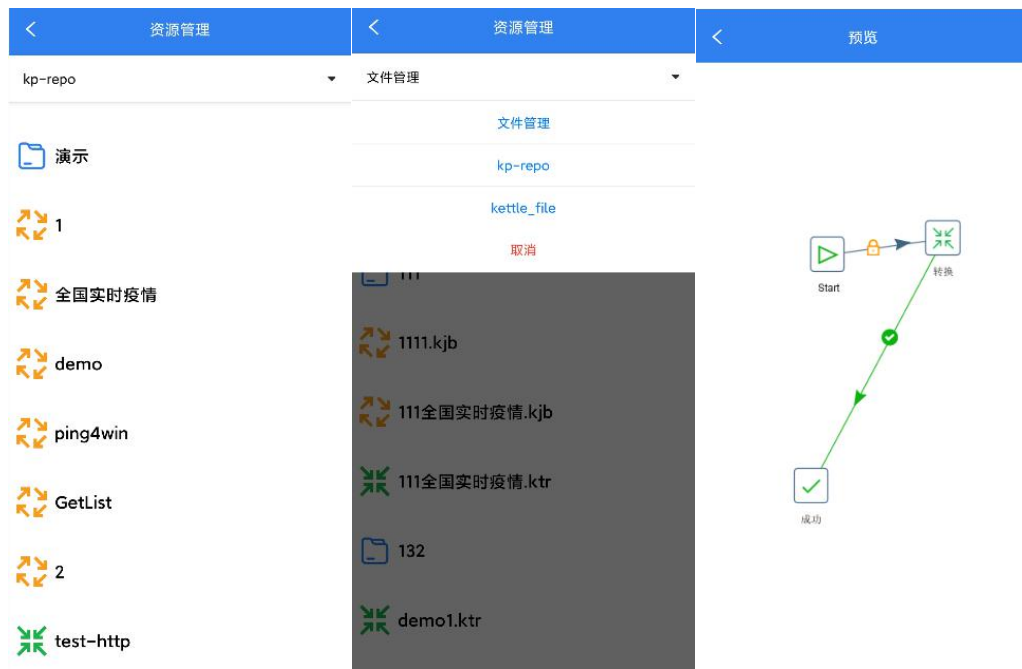 资源管理
kp-repo
演示
1
全国实时疫情
demo
ping4win
GetList
2
test-http
资源管理
文件管理
文件管理
kp-repo
kettle_file
取消
111
1111.kjb
111全国实时疫情.kjb
111全国实时疫情.ktr
132
demo1.ktr
预览
Start
转换
成功